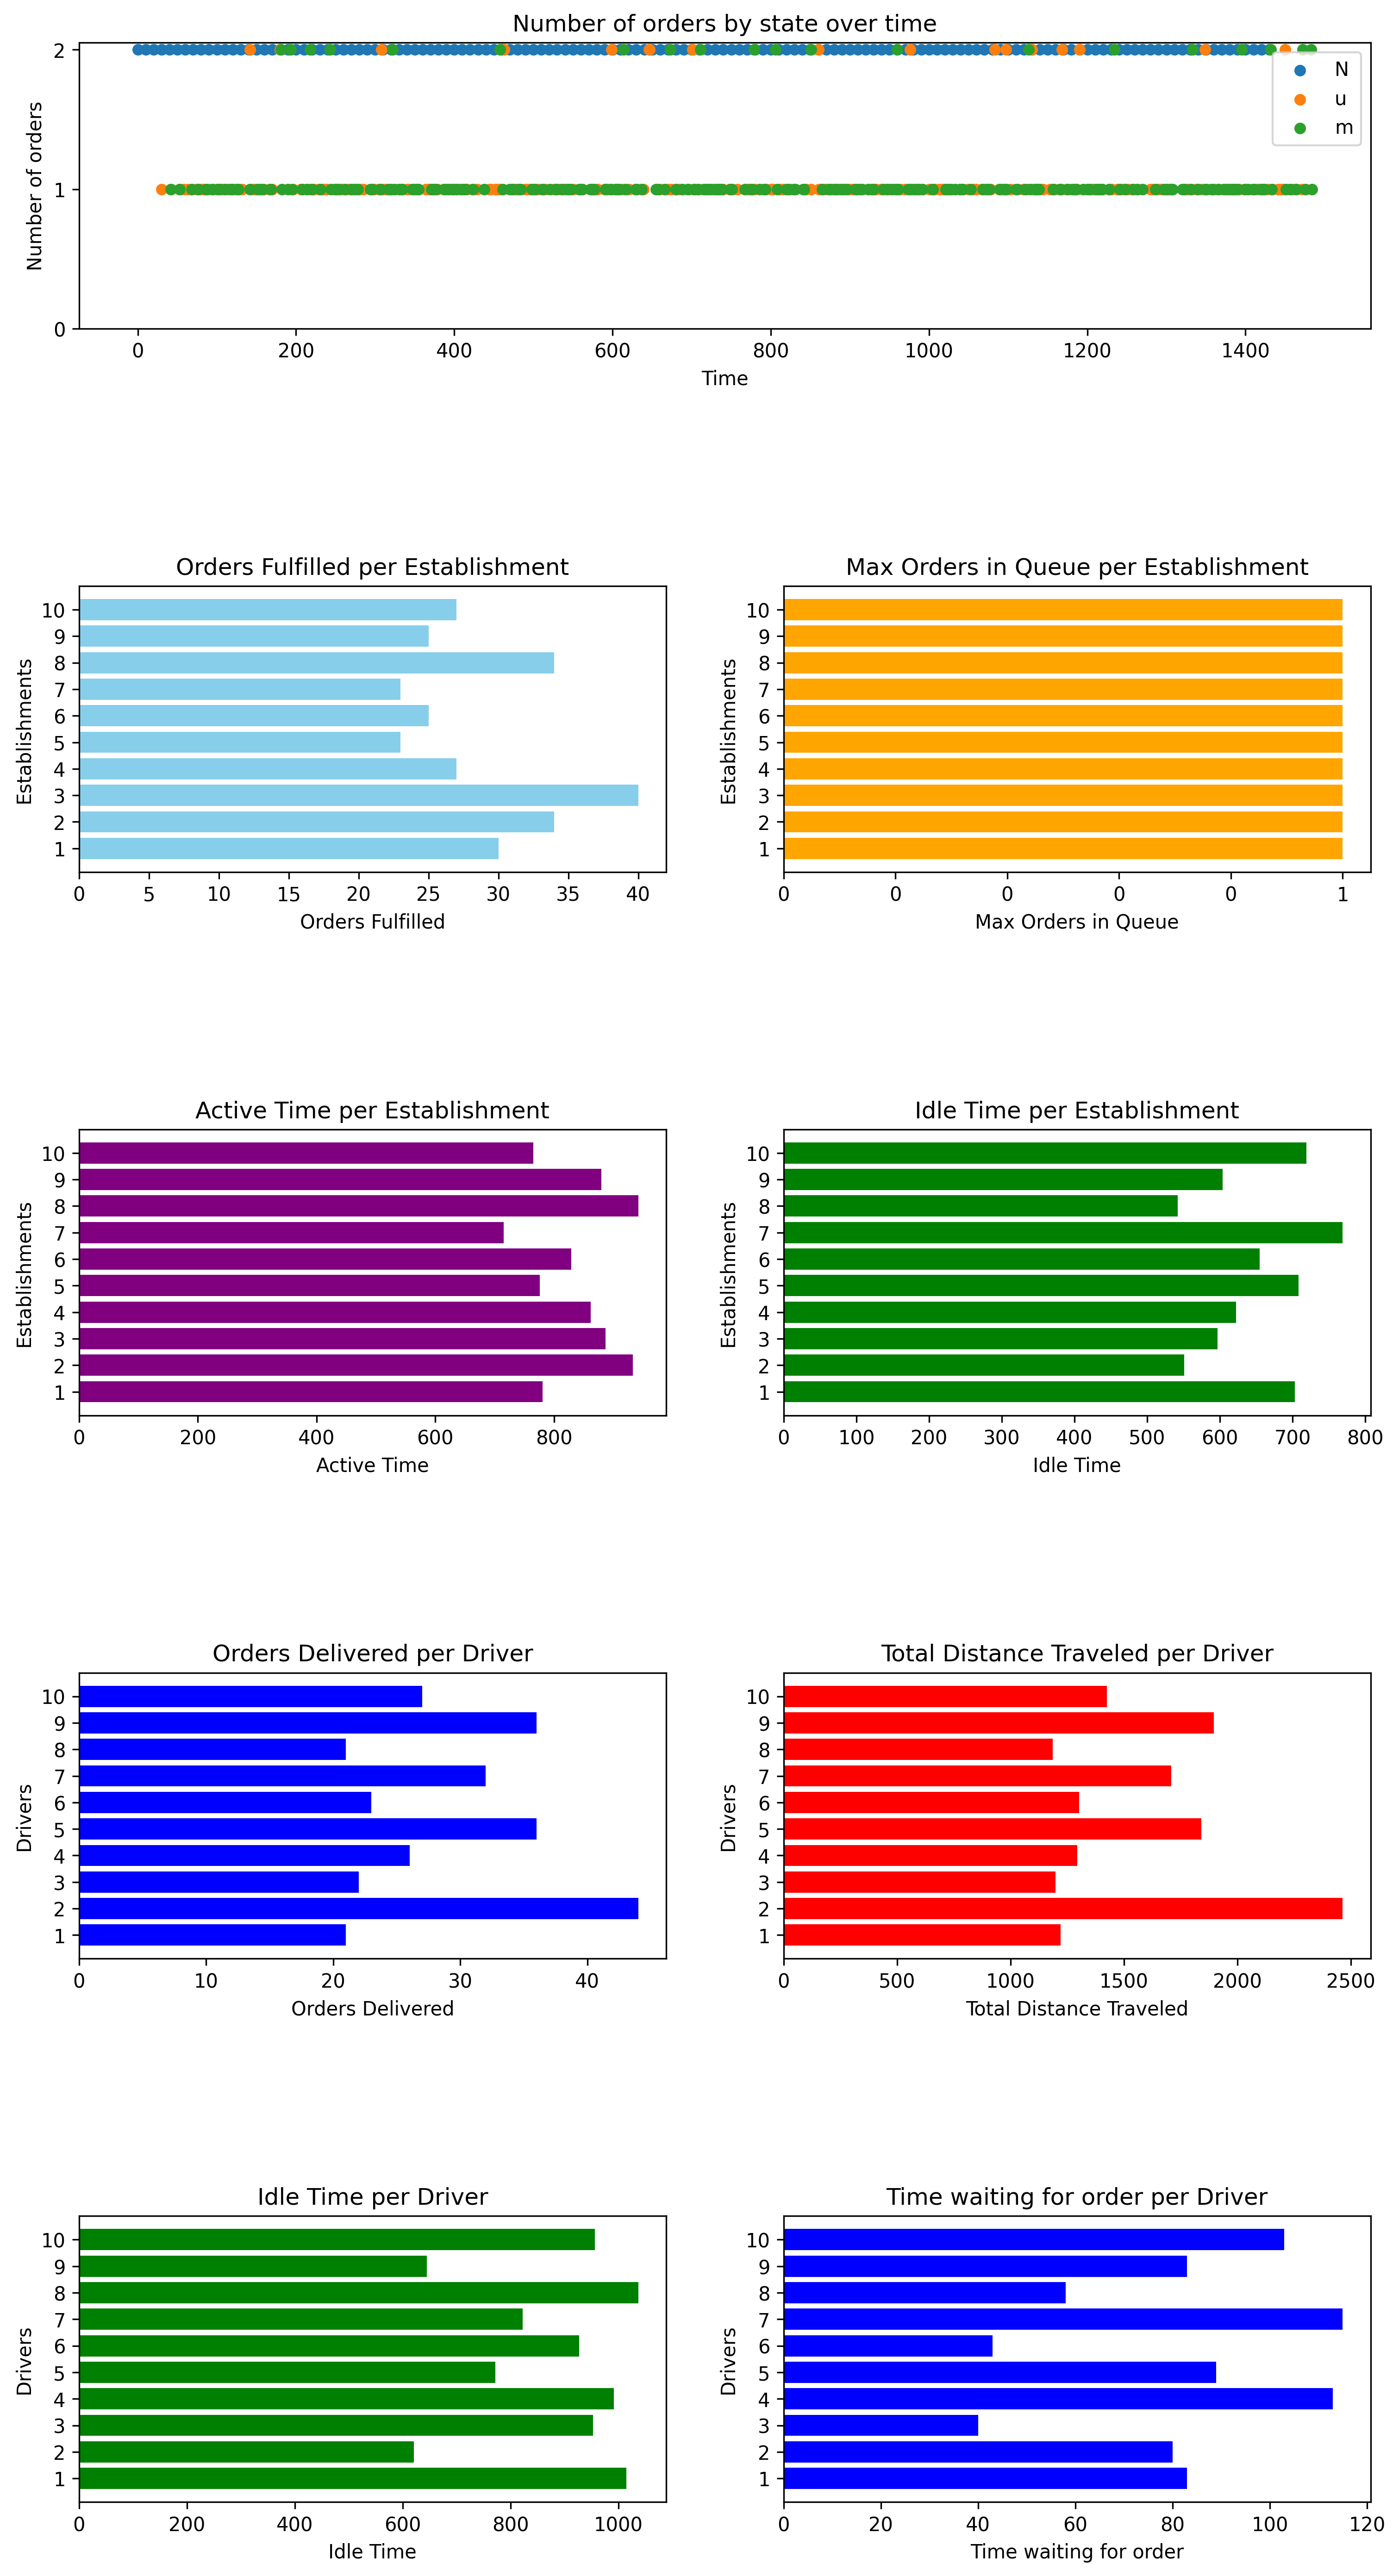 Number of orders by state over time
Number of orders
2
1
0
N
u
m
0 200 400 600 800 1000 1200 1400
Time
Orders Fulfilled per Establishment
Establishments
10
9
8
7
6
5
4
3
2
1
0 5 10 15 20 25 30 35 40
Orders Fulfilled
Max Orders in Queue per Establishment
Establishments
10
9
8
7
6
5
4
3
2
1
0 0 0 0 0 1
Max Orders in Queue
Active Time per Establishment
Establishments
10
9
8
7
6
5
4
3
2
1
0 200 400 600 800
Active Time
Idle Time per Establishment
Establishments
10
9
8
7
6
5
4
3
2
1
0 100 200 300 400 500 600 700 800
Idle Time
Orders Delivered per Driver
Drivers
10
9
8
7
6
5
4
3
2
1
0 10 20 30 40
Orders Delivered
Total Distance Traveled per Driver
Drivers
10
9
8
7
6
5
4
3
2
1
0 500 1000 1500 2000 2500
Total Distance Traveled
Idle Time per Driver
Drivers
10
9
8
7
6
5
4
3
2
1
0 200 400 600 800 1000
Idle Time
Time waiting for order per Driver
Drivers
10
9
8
7
6
5
4
3
2
1
0 20 40 60 80 100 120
Time waiting for order